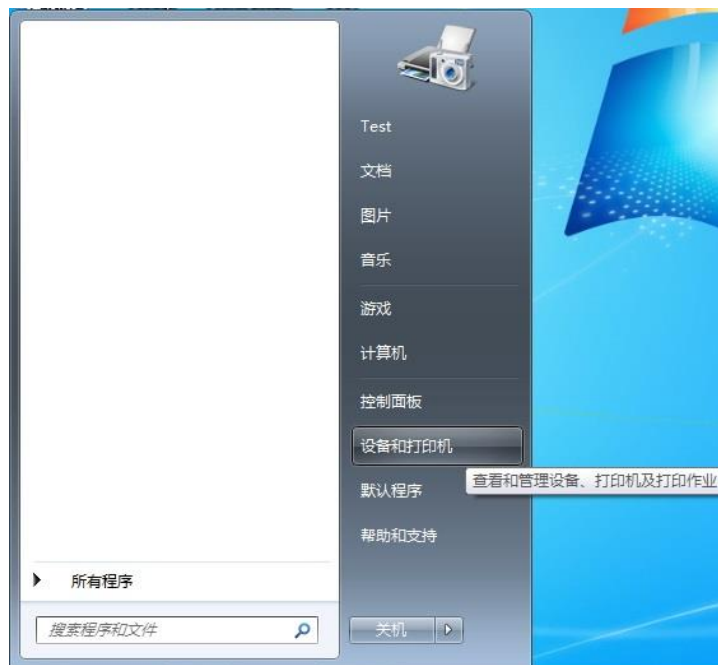 Test
文档
图片
音乐
游戏
计算机
控制面板
设备和打印机
查看和管理设备、打印机及打印作业
默认程序
帮助和支持
所有程序
搜索程序和文件
关机